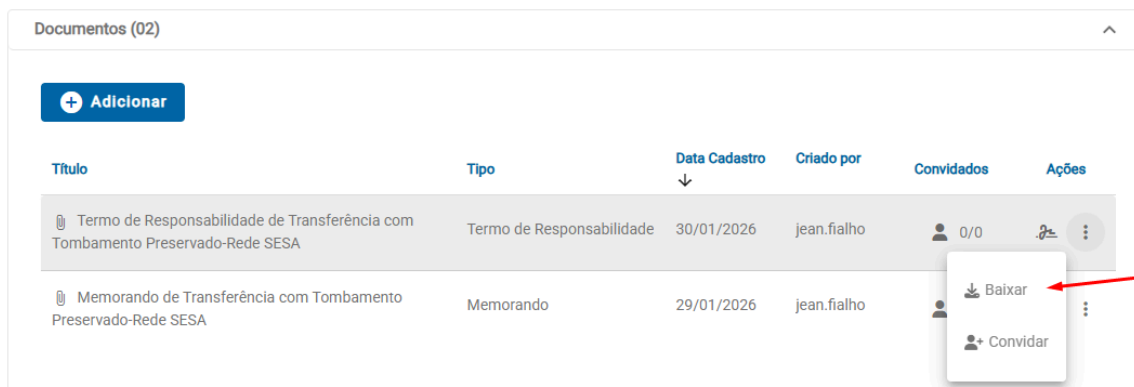 Documentos (02)
Adicionar
Título Tipo Data Cadastro Criado por Convidados Ações
Termo de Responsabilidade de Transferência com
Tombamento Preservado-Rede SESA
Termo de Responsabilidade 30/01/2026 jean.fialho 0/0
Memorando de Transferência com Tombamento
Preservado-Rede SESA
Memorando 29/01/2026 jean.fialho
Baixar
Convidar